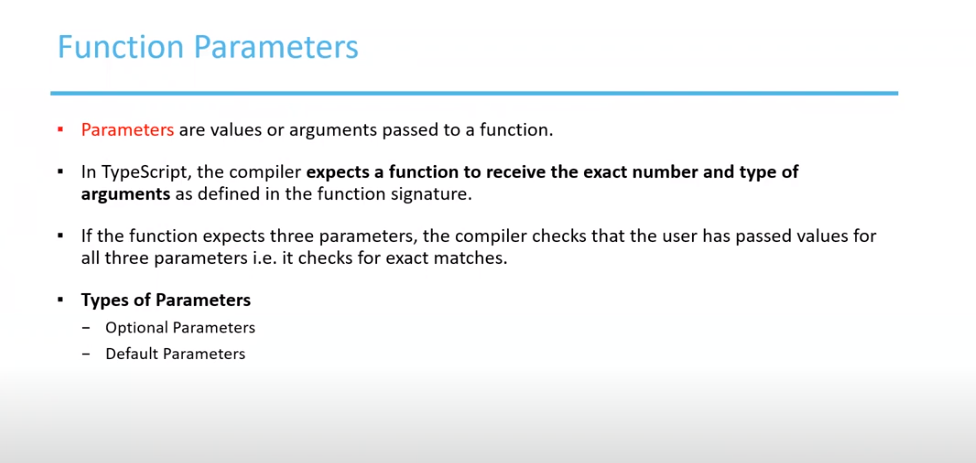 Function Parameters
▪ Parameters are values or arguments passed to a function.
▪ In TypeScript, the compiler expects a function to receive the exact number and type of
arguments as defined in the function signature.
▪ If the function expects three parameters, the compiler checks that the user has passed values for
all three parameters i.e. it checks for exact matches.
▪ Types of Parameters
– Optional Parameters
– Default Parameters